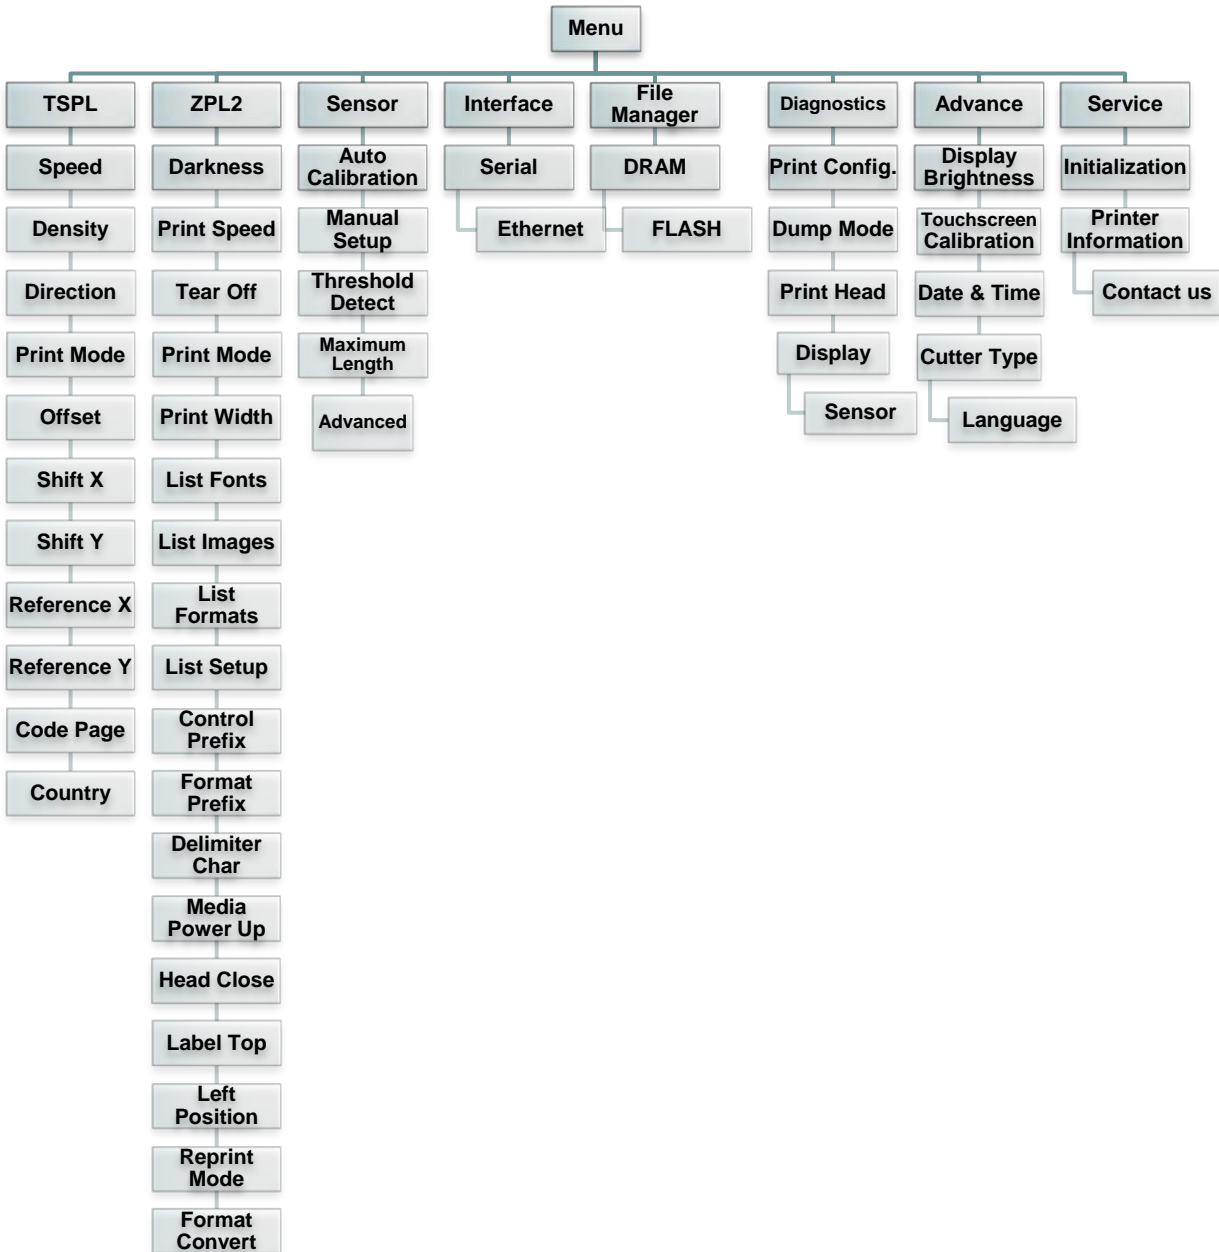 Menu
TSPL
Speed
Density
Direction
Print Mode
Offset
Shift X
Shift Y
Reference X
Reference Y
Code Page
Country
ZPL2
Darkness
Print Speed
Tear Off
Print Mode
Print Width
List Fonts
List Images
List
Formats
List Setup
Control
Prefix
Format
Prefix
Delimiter
Char
Media
Power Up
Head Close
Label Top
Left
Position
Reprint
Mode
Format
Convert
Sensor
Auto
Calibration
Manual
Setup
Threshold
Detect
Maximum
Length
Advanced
Interface
Serial
Ethernet
File
Manager
DRAM
FLASH
Diagnostics
Print Config.
Dump Mode
Print Head
Display
Sensor
Advance
Display
Brightness
Touchscreen
Calibration
Date & Time
Cutter Type
Language
Service
Initialization
Printer
Information
Contact us